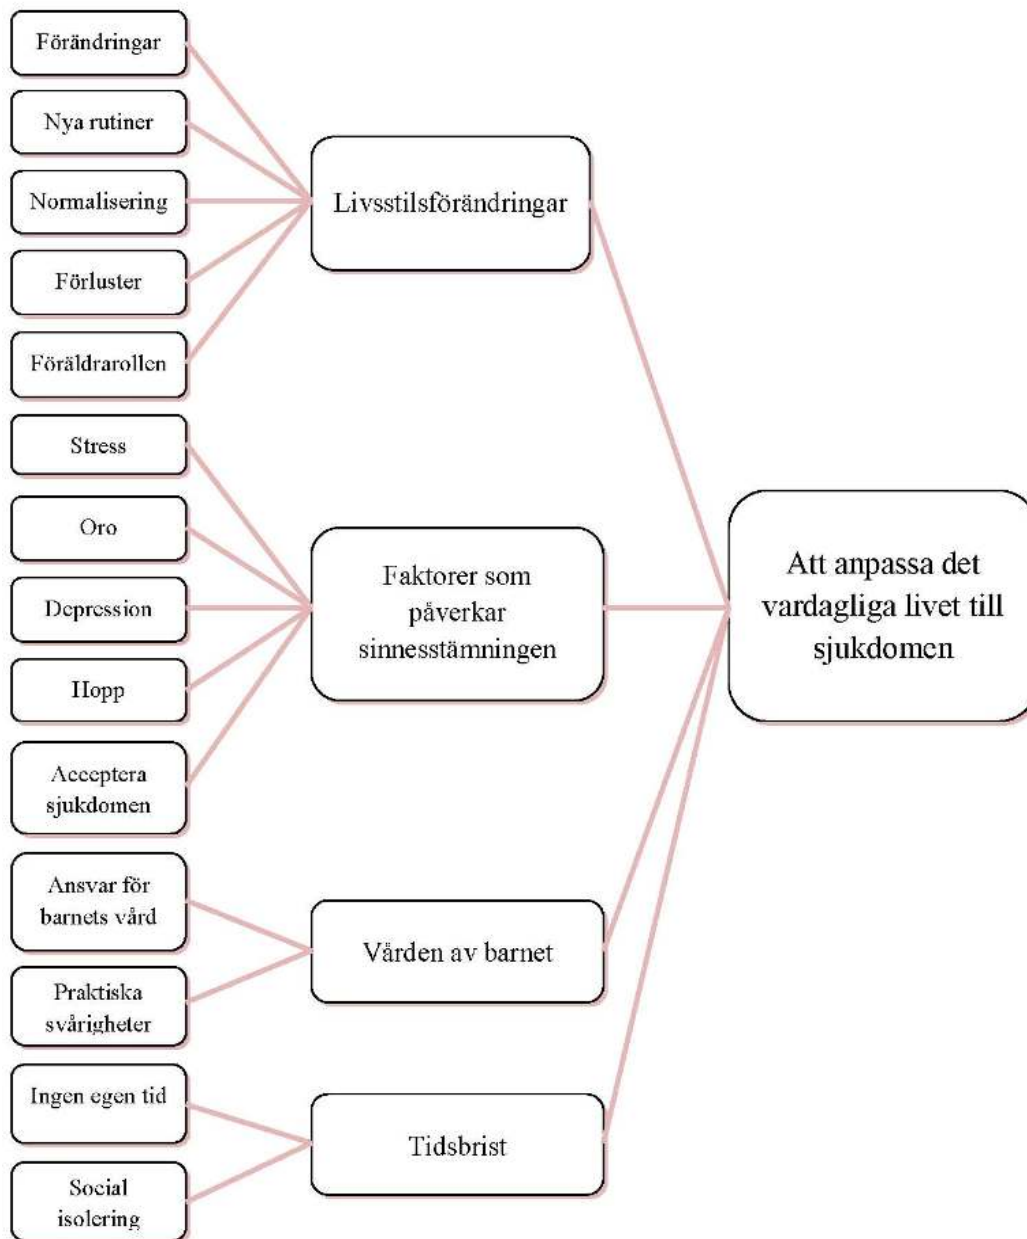 Förändringar
Nya rutiner
Normalisering
Förluster
Föräldrarollen
Stress
Oro
Depression
Hopp
Acceptera
sjukdomen
Ansvar för
barnets vård
Praktiska
svårigheter
Ingen egen tid
Social
isolering
Livsstilsförändringar
Faktorer som
påverkar
sinnesstämningen
Vården av barnet
Tidsbrist
Att anpassa det
vardagliga livet till
sjukdomen